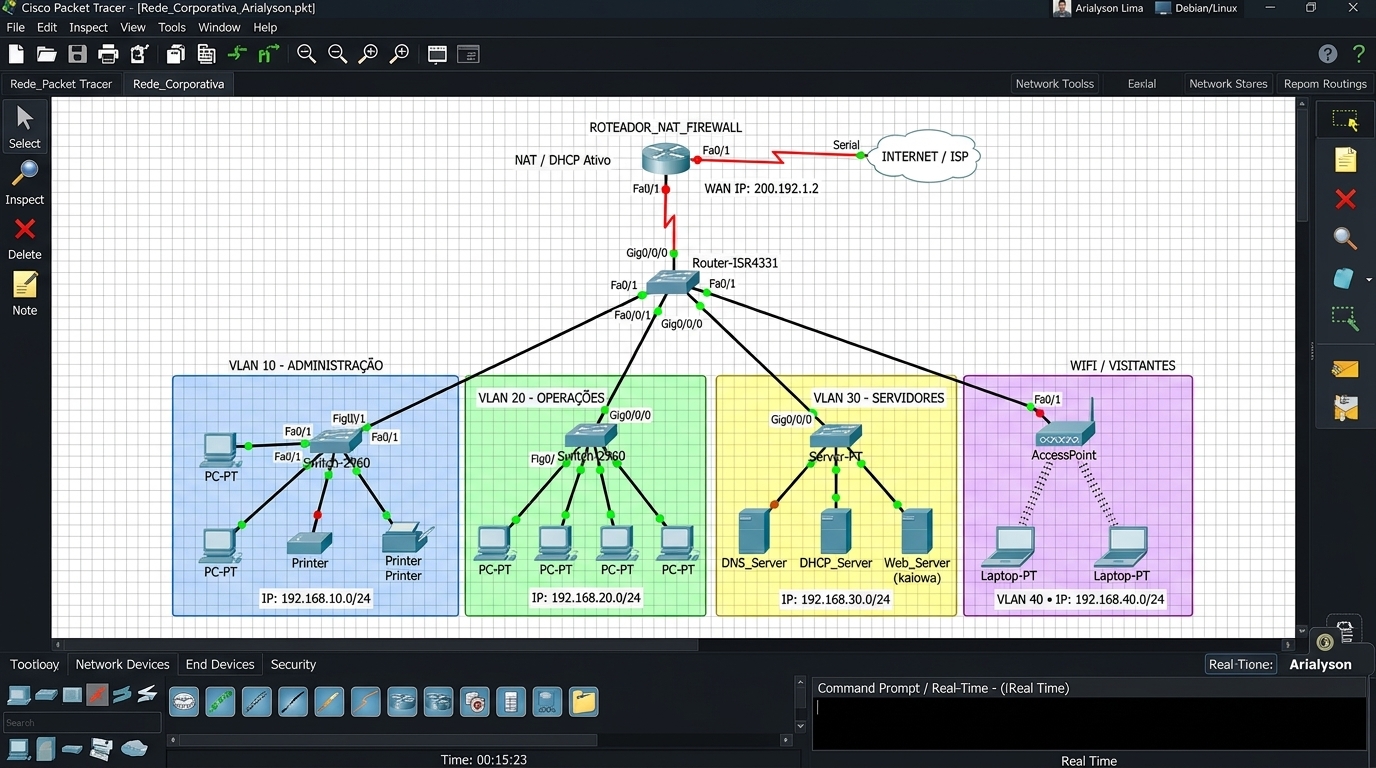 Cisco Packet Tracer - [Rede_Corporativa_Arialyson.pkt]
Arialyson Lima
Debian/Linux
File Edit Inspect View Tools Window Help
Rede_Packet Tracer
Rede_Corporativa
Network Toolss
Eaxlal
Network Stares
Repom Routings
Select
Inspect
Delete
Note
ROTEADOR_NAT_FIREWALL
NAT / DHCP Ativo
Fa0/1
Serial
INTERNET / ISP
Fa0/1
WAN IP: 200.192.1.2
Gig0/0/0
Router-ISR4331
Fa0/1
Fa0/1
Fa0/0/1
Gig0/0/0
VLAN 10 - ADMINISTRAÇÃO
Fa0/1
Fa0/1
Fa0/1
Switch-2960
PC-PT
PC-PT
Printer
Printer
Printer
IP: 192.168.10.0/24
VLAN 20 - OPERAÇÕES
Gig0/0/0
Fig0/
Switch-2960
PC-PT
PC-PT
PC-PT
PC-PT
IP: 192.168.20.0/24
VLAN 30 - SERVIDORES
Gig0/0/0
Server-PT
DNS_Server
DHCP_Server
Web_Server
(kaiowa)
IP: 192.168.30.0/24
WIFI / VISITANTES
Fa0/1
AccessPoint
Laptop-PT
Laptop-PT
VLAN 40 • IP: 192.168.40.0/24
Tootloay
Network Devices
End Devices
Security
Real-Tione:
Arialyson
Search
Command Prompt / Real-Time - (IReal Time)
Time: 00:15:23
Real Time